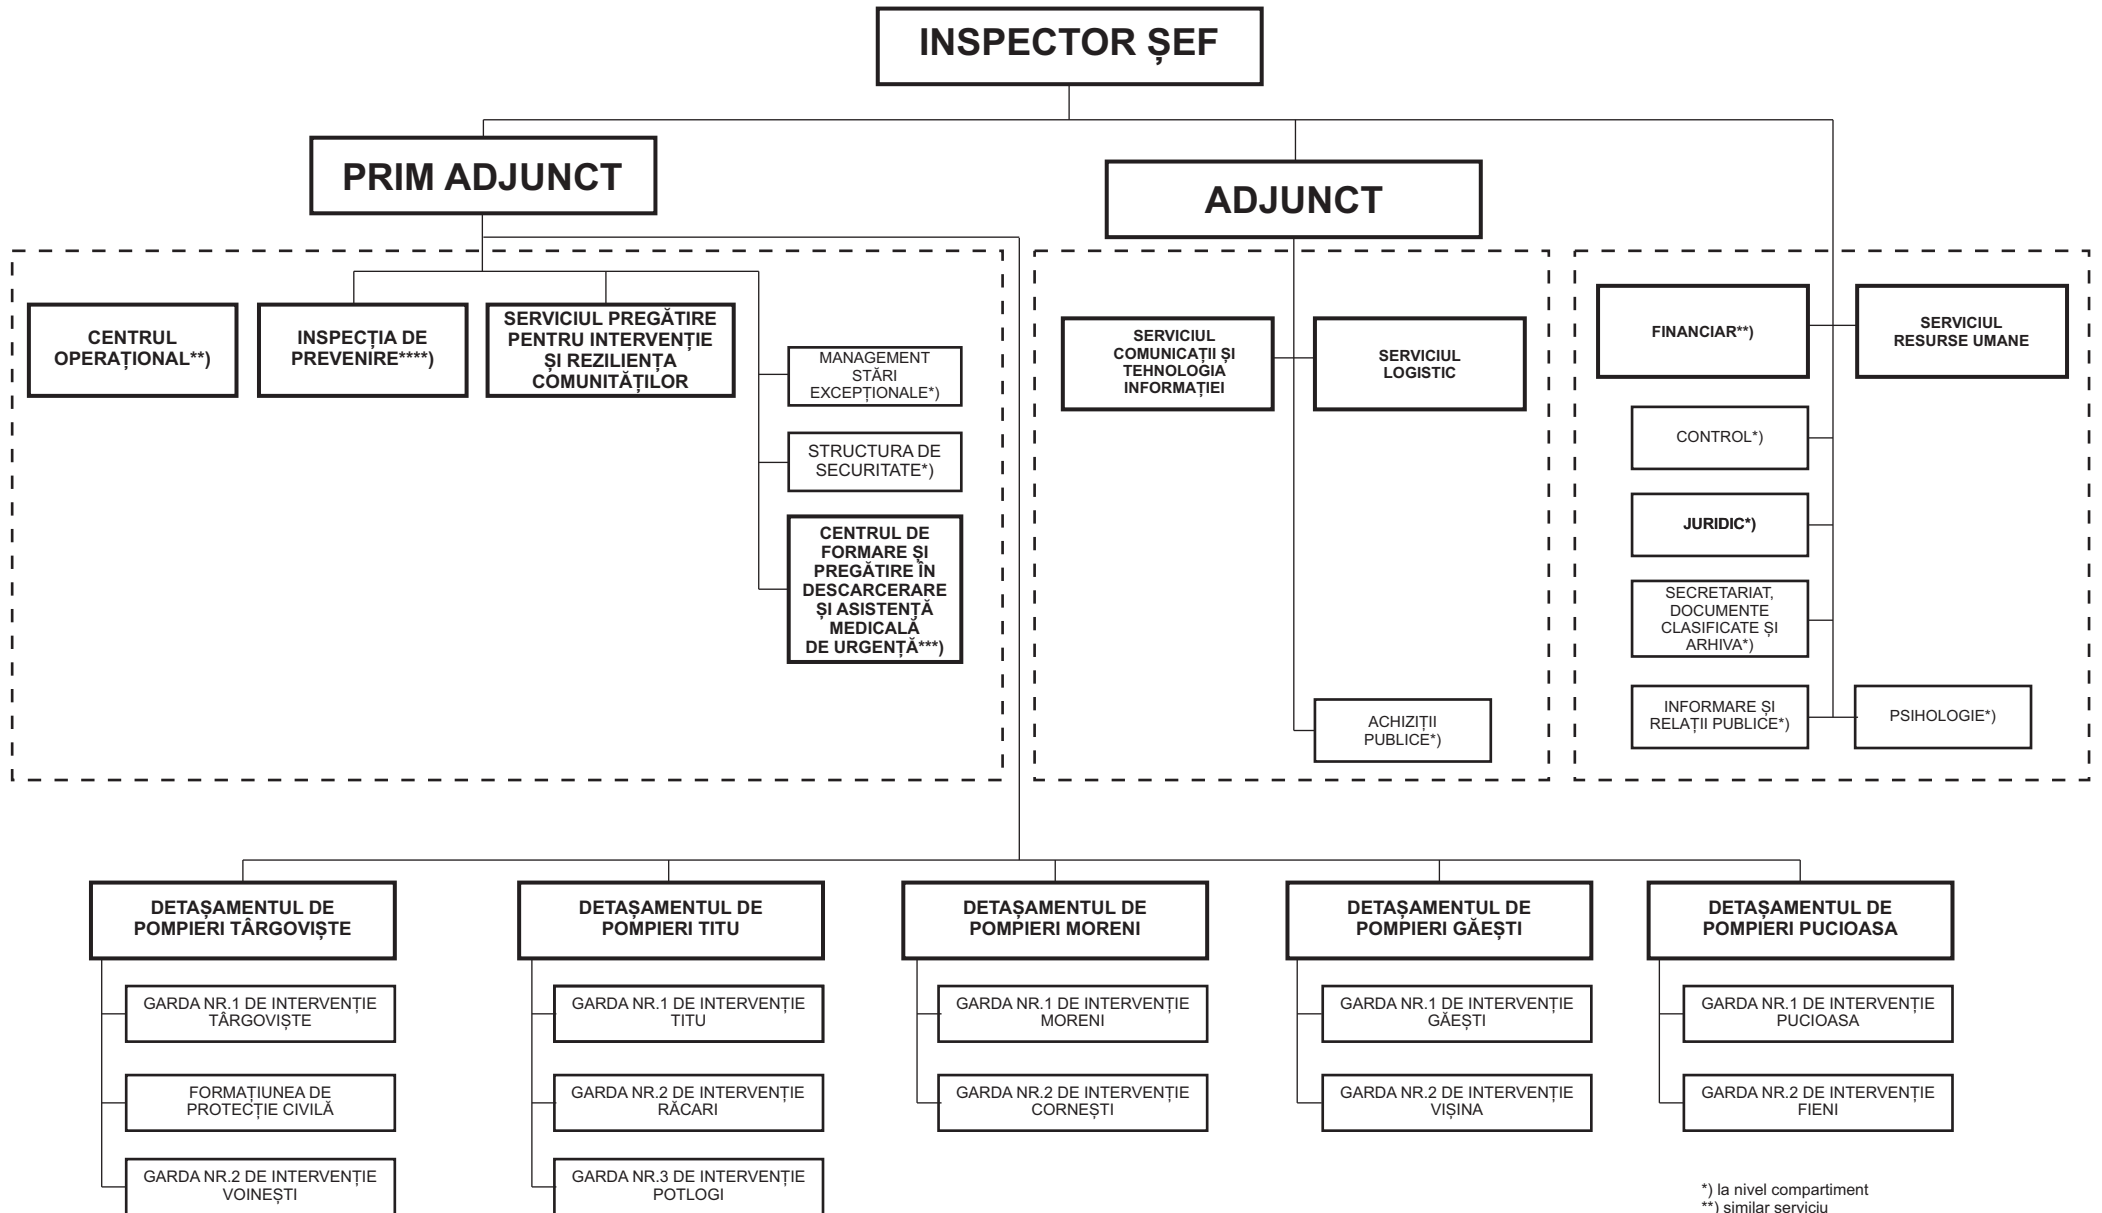 INSPECTOR ȘEF
PRIM ADJUNCT
ADJUNCT
CENTRUL
OPERAȚIONAL**)
INSPECȚIA DE
PREVENIRE****)
SERVICIUL PREGĂTIRE
PENTRU INTERVENȚIE
ȘI REZILIENȚA
COMUNITĂȚILOR
MANAGEMENT
STĂRI
EXCEPȚIONALE*)
STRUCTURA DE
SECURITATE*)
CENTRUL DE
FORMARE ȘI
PREGĂTIRE ÎN
DESCARCERARE
ȘI ASISTENȚĂ
MEDICALĂ
DE URGENȚĂ***)
SERVICIUL
COMUNICAȚII ȘI
TEHNOLOGIA
INFORMAȚIEI
SERVICIUL
LOGISTIC
ACHIZIȚII
PUBLICE*)
FINANCIAR**)
SERVICIUL
RESURSE UMANE
CONTROL*)
JURIDIC*)
SECRETARIAT,
DOCUMENTE
CLASIFICATE ȘI
ARHIVA*)
INFORMARE ȘI
RELAȚII PUBLICE*)
PSIHOLOGIE*)
DETAȘAMENTUL DE
POMPIERI TÂRGOVIȘTE
GARDA NR.1 DE INTERVENȚIE
TÂRGOVIȘTE
FORMAȚIUNEA DE
PROTECȚIE CIVILĂ
GARDA NR.2 DE INTERVENȚIE
VOINEȘTI
DETAȘAMENTUL DE
POMPIERI TITU
GARDA NR.1 DE INTERVENȚIE
TITU
GARDA NR.2 DE INTERVENȚIE
RĂCARI
GARDA NR.3 DE INTERVENȚIE
POTLOGI
DETAȘAMENTUL DE
POMPIERI MORENI
GARDA NR.1 DE INTERVENȚIE
MORENI
GARDA NR.2 DE INTERVENȚIE
CORNEȘTI
DETAȘAMENTUL DE
POMPIERI GĂEȘTI
GARDA NR.1 DE INTERVENȚIE
GĂEȘTI
GARDA NR.2 DE INTERVENȚIE
VIȘINA
DETAȘAMENTUL DE
POMPIERI PUCIOASA
GARDA NR.1 DE INTERVENȚIE
PUCIOASA
GARDA NR.2 DE INTERVENȚIE
FIENI
*) la nivel compartiment
**) similar serviciu